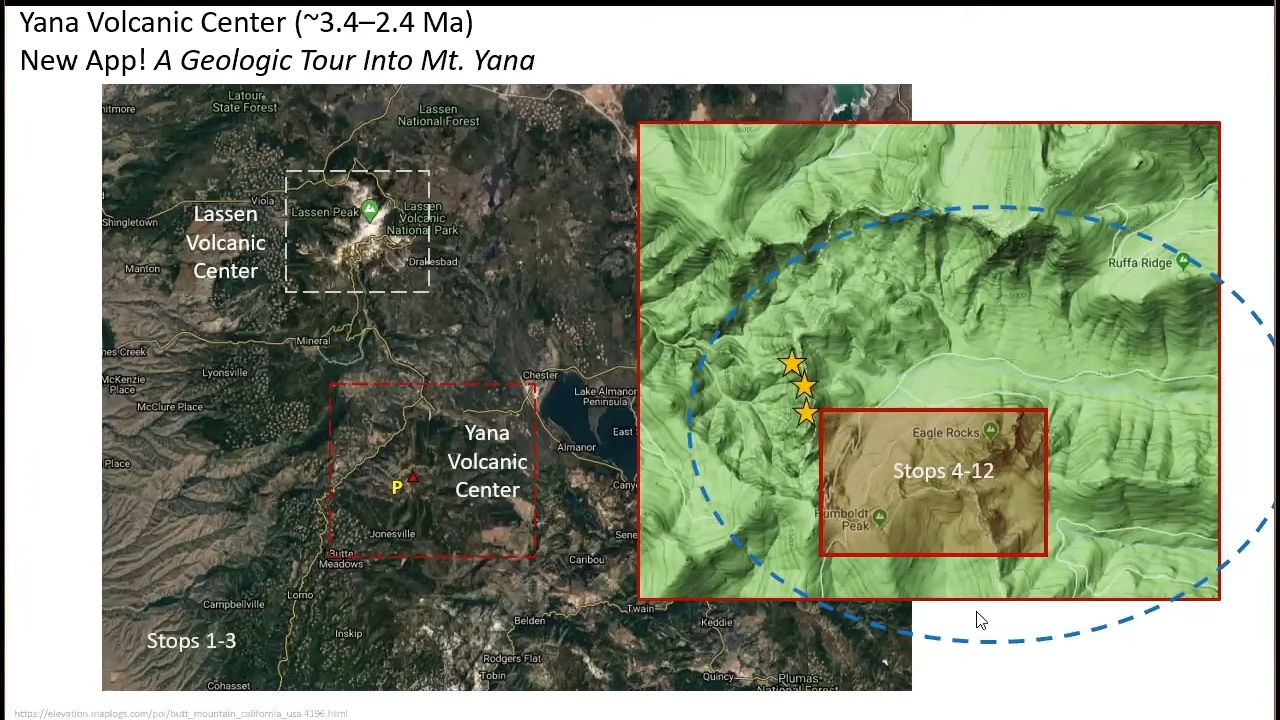 Yana Volcanic Center (~3.4–2.4 Ma)
New App! A Geologic Tour Into Mt. Yana
Latour
State Forest
Lassen
National Forest
Viola
Lassen Peak
Lassen
Volcanic
National Park
Shingletown
Lassen
Volcanic
Center
Manton
Drakesbad
Mineral
Lyonsville
McKenzie
Place
McClure Place
Chester
Lake Almanor
Peninsula
East
Almanor
Yana
Volcanic
Center
P
Place
Jonesville
Butte
Meadows
Caribou
Lomo
Campbellville
Stops 1-3
Inskip
Belden
Twain
Keddie
Rodgers Flat
Tobin
Quincy
Plumas
National Forest
Cohasset
Ruffa Ridge
Eagle Rocks
Stops 4-12
Humboldt
Peak
https://elevation.maplogs.com/poi/butt_mountain_california_usa.4196.html